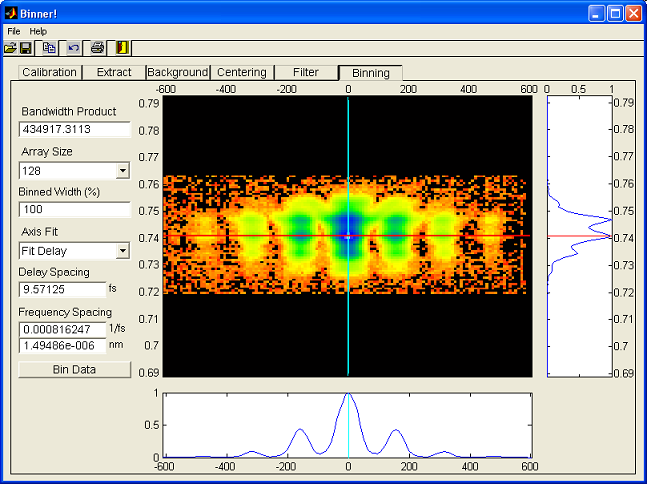 Binner!
File Help
Calibration Extract Background Centering Filter Binning
Bandwidth Product
434917.3113
Array Size
128
Binned Width (%)
100
Axis Fit
Fit Delay
Delay Spacing
9.57125 fs
Frequency Spacing
0.000816247 1/fs
1.49486e-006 nm
Bin Data
-600 -400 -200 0 200 400 600
0.79
0.78
0.77
0.76
0.75
0.74
0.73
0.72
0.71
0.7
0.69
0 0.5 1
0.79
0.78
0.77
0.76
0.75
0.74
0.73
0.72
0.71
0.7
0.69
1
0.5
0
-600 -400 -200 0 200 400 600